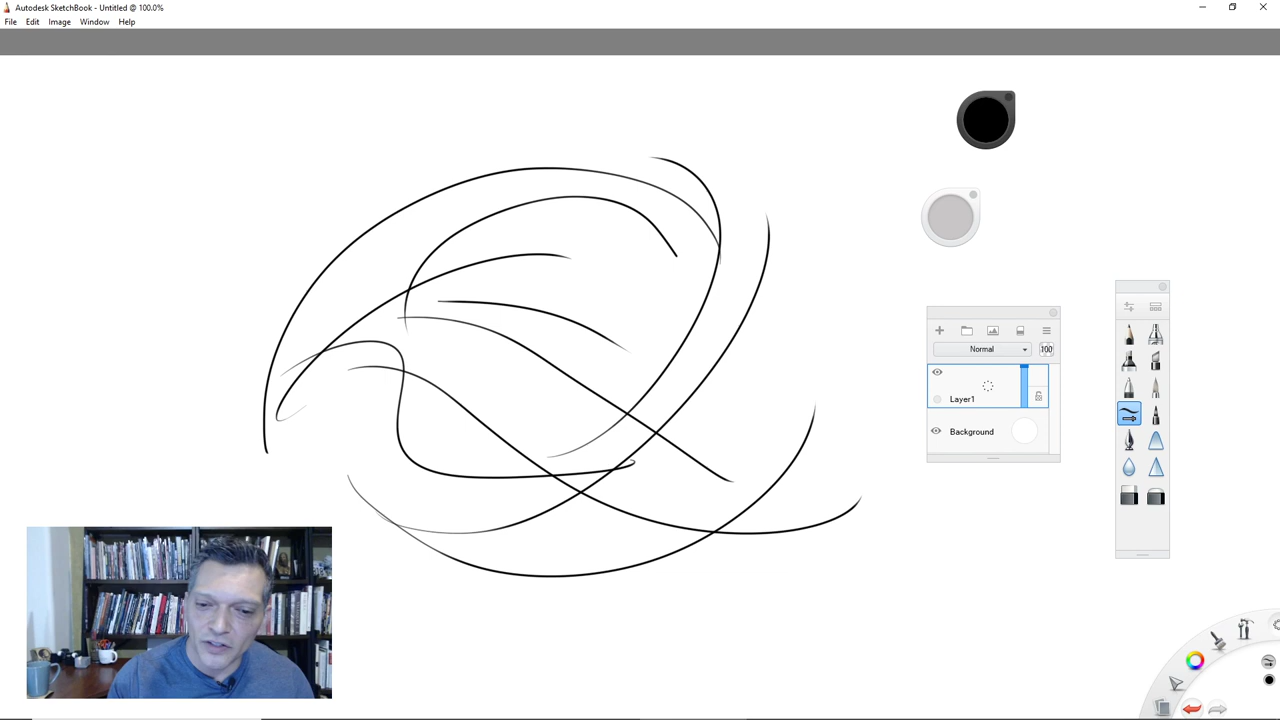 Autodesk SketchBook - Untitled @ 100.0%
File Edit Image Window Help
Normal 100
Layer1
Background